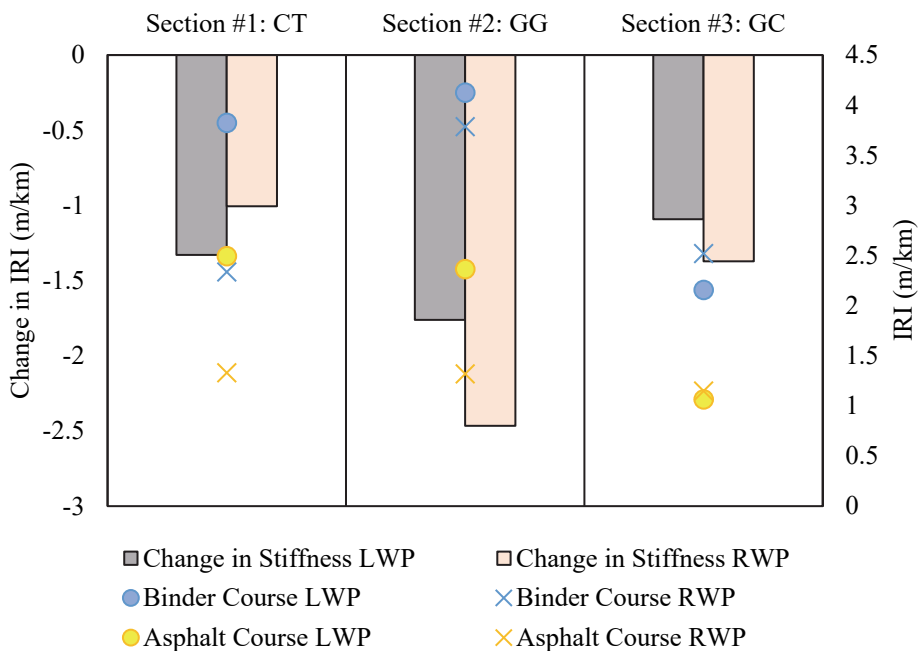 Section #1: CT Section #2: GG Section #3: GC
0 4.5
-0.5 4
-1 3.5
-1.5 3
-2 2.5
-2.5 2
-3 1.5
1
0.5
0
Change in IRI (m/km)
IRI (m/km)
Change in Stiffness LWP Change in Stiffness RWP
Binder Course LWP Binder Course RWP
Asphalt Course LWP Asphalt Course RWP